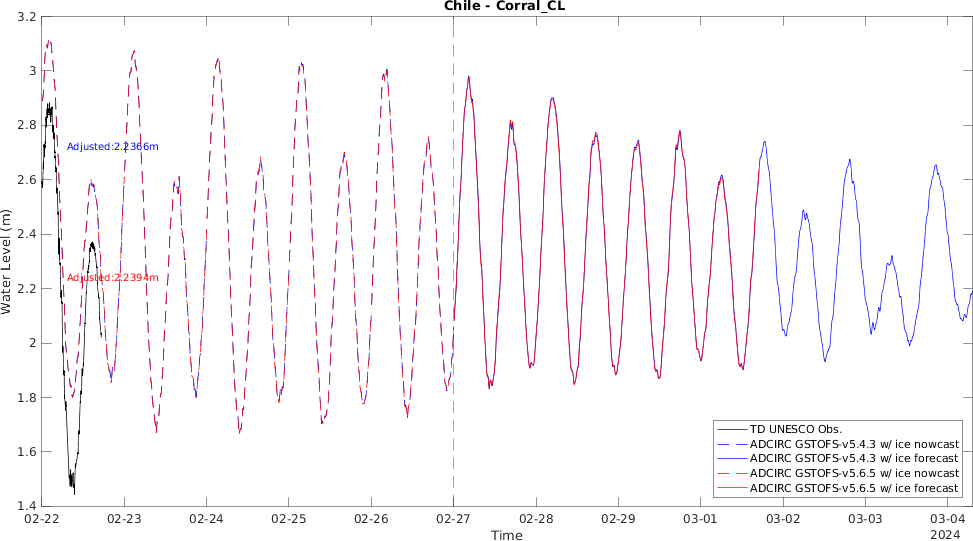 Chile - Corral_CL
3.2
3
2.8
2.6
2.4
2.2
2
1.8
1.6
1.4
Water Level (m)
Adjusted:2.2366m
Adjusted:2.2394m
TD UNESCO Obs.
ADCIRC GSTOFS-v5.4.3 w/ ice nowcast
ADCIRC GSTOFS-v5.4.3 w/ ice forecast
ADCIRC GSTOFS-v5.6.5 w/ ice nowcast
ADCIRC GSTOFS-v5.6.5 w/ ice forecast
02-22 02-23 02-24 02-25 02-26 02-27 02-28 02-29 03-01 03-02 03-03 03-04
Time 2024